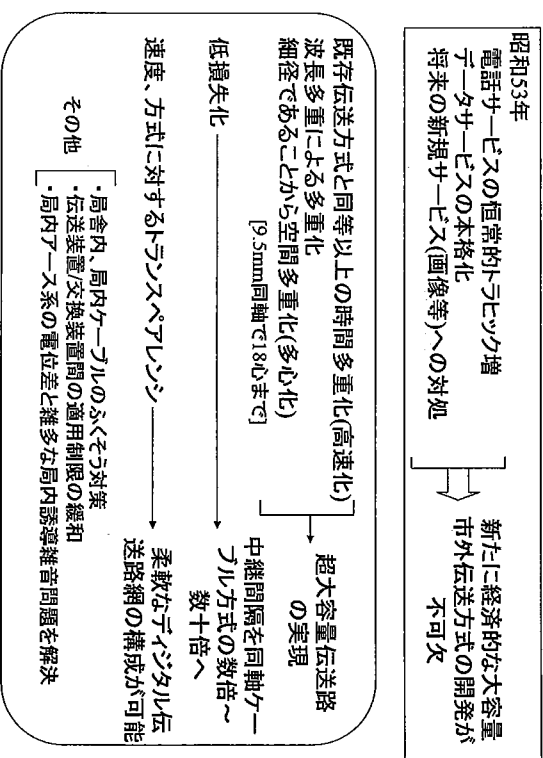 昭和53年
電話サービスの恒常的トラヒック増
データサービスの本格化
将来の新規サービス(画像等)への対処
新たに経済的な大容量
市外伝送方式の開発が
不可欠
既存伝送方式と同等以上の時間多重化(高速化)
波長多重による多重化
細径であることから空間多重化(多心化)
[9.5mm同軸で18心まで]
超大容量伝送路
の実現
低損失化
中継間隔を同軸ケー
ブル方式の数倍~
数十倍へ
速度、方式に対するトランスペアレンシ
柔軟なディジタル伝
送路網の構成が可能
その他
・局舎内、局内ケーブルのふくそう対策
・伝送装置/交換装置間の適用制限の緩和
・局内アース系の電位差と雑多な局内誘導雑音問題を解決